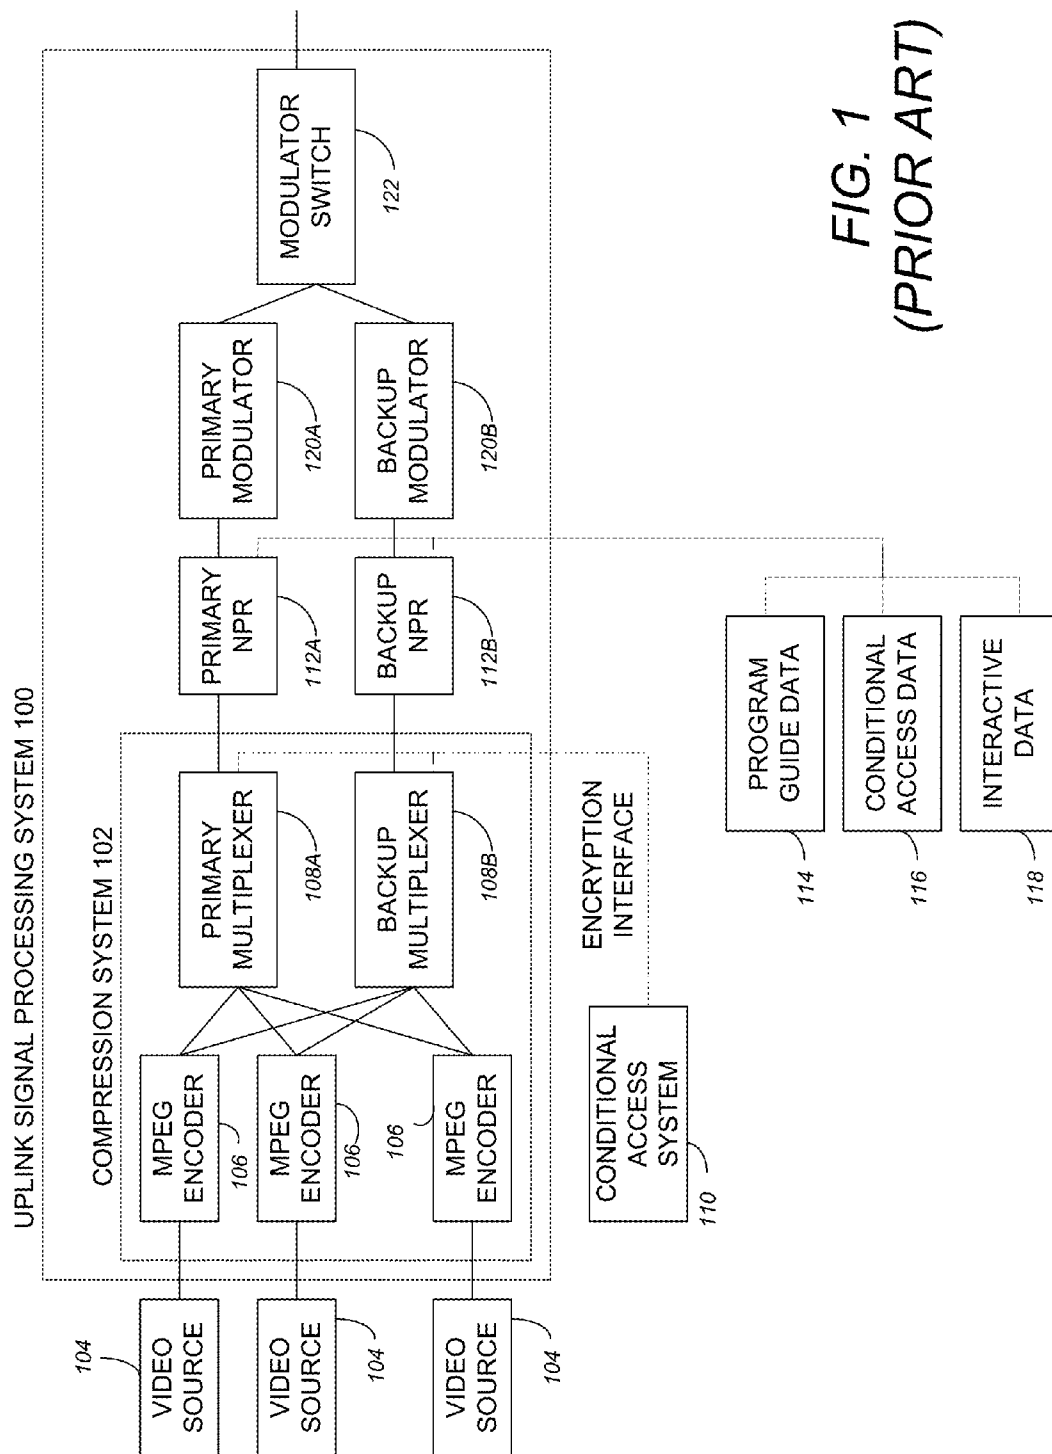 UPLINK SIGNAL PROCESSING SYSTEM 100
COMPRESSION SYSTEM 102
104
VIDEO
SOURCE
MPEG
ENCODER
106
VIDEO
SOURCE
104
MPEG
ENCODER
106
VIDEO
SOURCE
104
MPEG
ENCODER
106
PRIMARY
MULTIPLEXER
108A
BACKUP
MULTIPLEXER
108B
PRIMARY
NPR
112A
BACKUP
NPR
112B
PRIMARY
MODULATOR
120A
BACKUP
MODULATOR
120B
MODULATOR
SWITCH
122
CONDITIONAL
ACCESS
SYSTEM
110
ENCRYPTION
INTERFACE
PROGRAM
GUIDE DATA
114
CONDITIONAL
ACCESS DATA
116
INTERACTIVE
DATA
118
FIG. 1
(PRIOR ART)